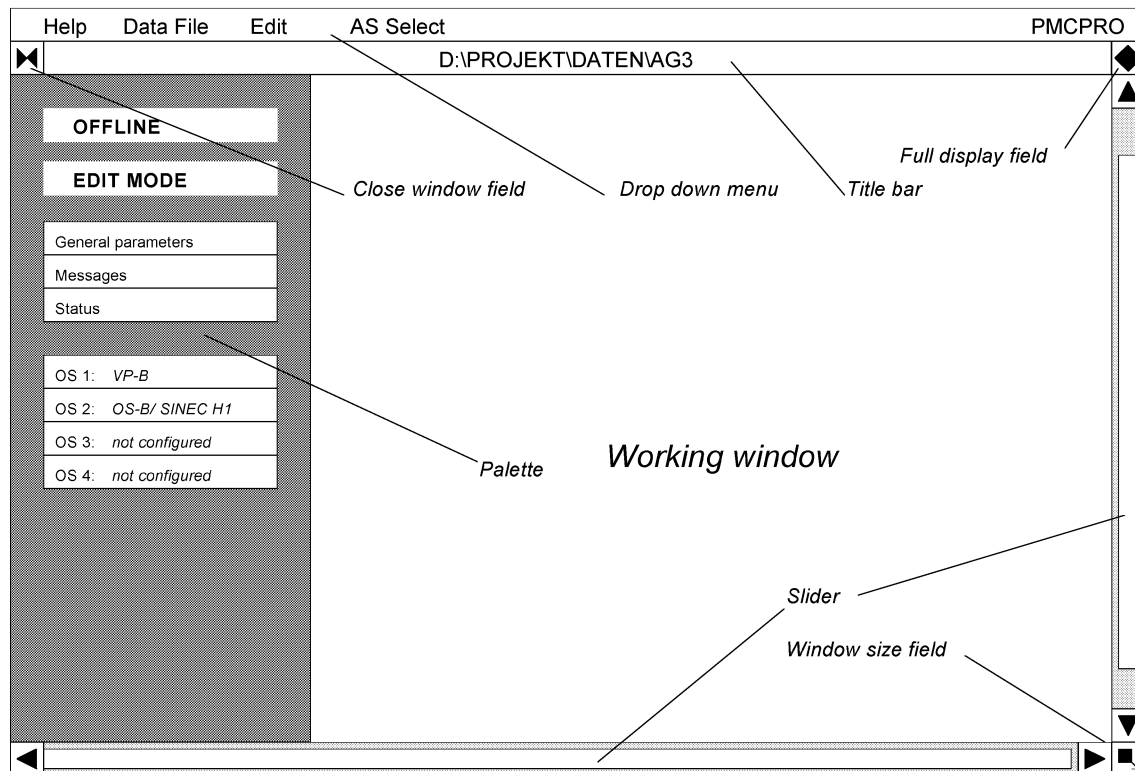 Help Data File Edit AS Select PMCPRO
D:\PROJEKT\DATEN\AG3
OFFLINE
Full display field
EDIT MODE
Close window field Drop down menu Title bar
General parameters
Messages
Status
OS 1: VP-B
OS 2: OS-B/ SINEC H1
OS 3: not configured
OS 4: not configured
Palette
Working window
Slider
Window size field